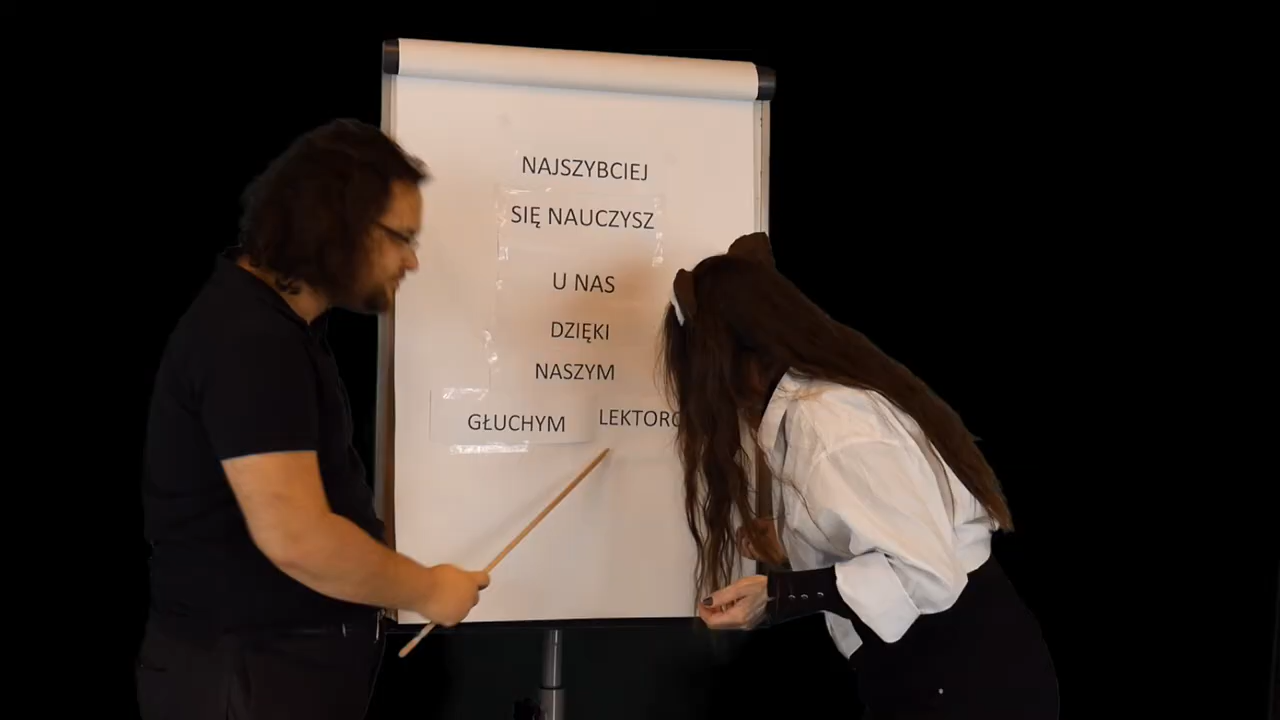 NAJSZYBCIEJ
SIĘ NAUCZYSZ
U NAS
DZIĘKI
NASZYM
GŁUCHYM